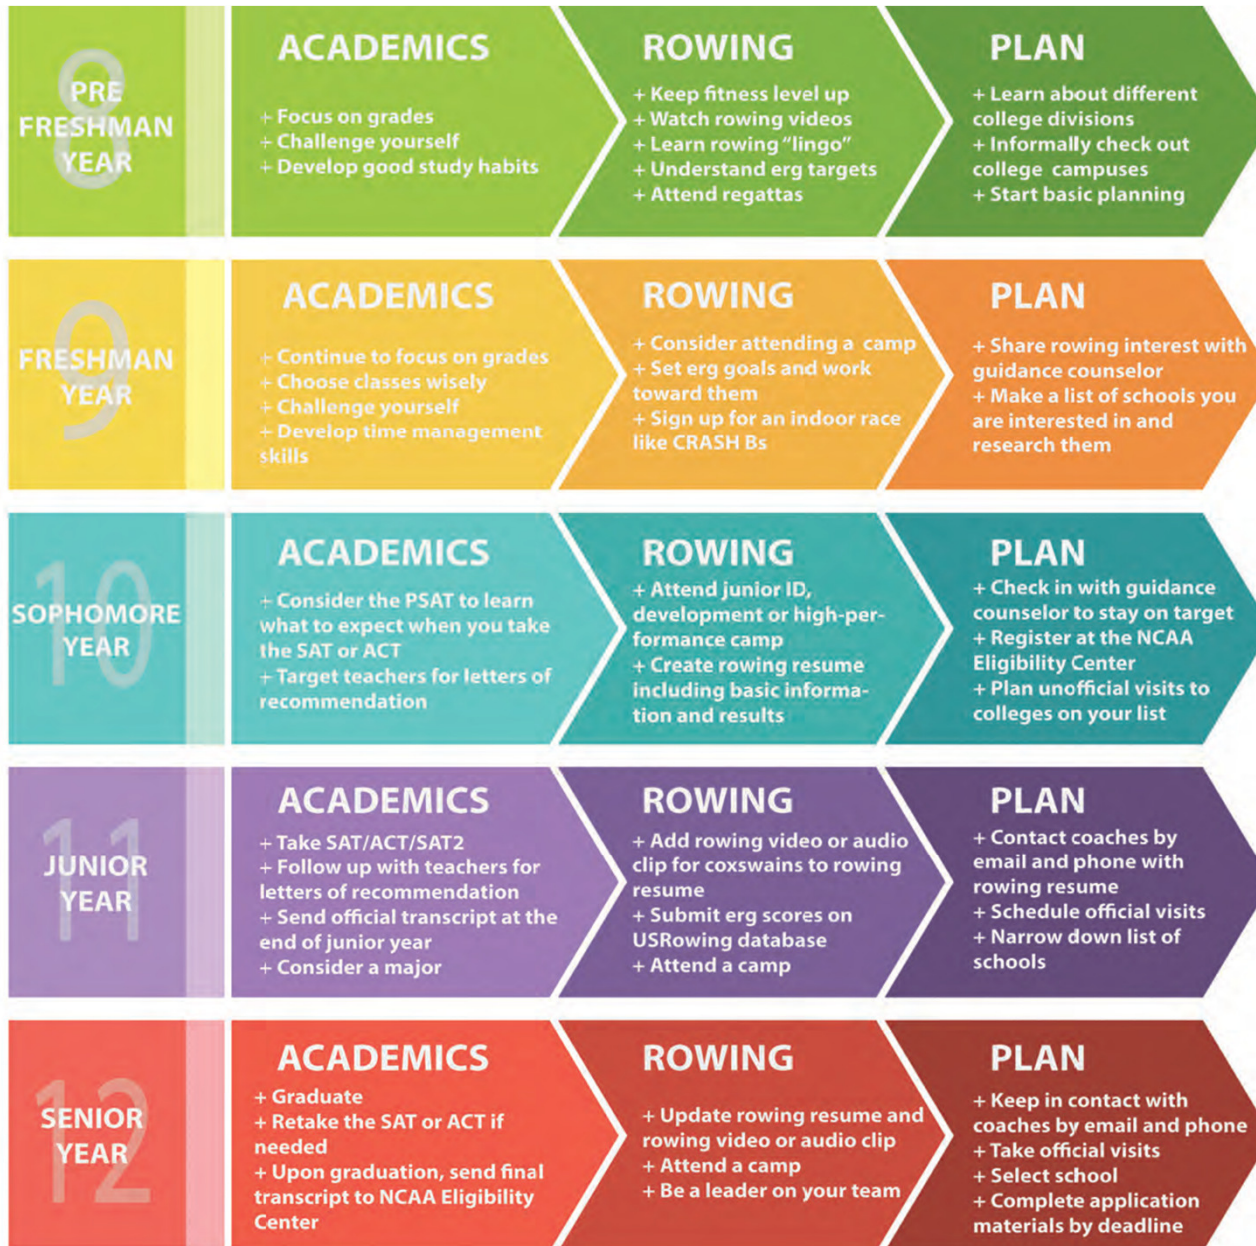 8
PRE
FRESHMAN
YEAR
ACADEMICS
+ Focus on grades
+ Challenge yourself
+ Develop good study habits
ROWING
+ Keep fitness level up
+ Watch rowing videos
+ Learn rowing “lingo”
+ Understand erg targets
+ Attend regattas
PLAN
+ Learn about different
college divisions
+ Informally check out
college campuses
+ Start basic planning
9
FRESHMAN
YEAR
ACADEMICS
+ Continue to focus on grades
+ Choose classes wisely
+ Challenge yourself
+ Develop time management
skills
ROWING
+ Consider attending a camp
+ Set erg goals and work
toward them
+ Sign up for an indoor race
like CRASH Bs
PLAN
+ Share rowing interest with
guidance counselor
+ Make a list of schools you
are interested in and
research them
10
SOPHOMORE
YEAR
ACADEMICS
+ Consider the PSAT to learn
what to expect when you take
the SAT or ACT
+ Target teachers for letters of
recommendation
ROWING
+ Attend junior ID,
development or high-per-
formance camp
+ Create rowing resume
including basic informa-
tion and results
PLAN
+ Check in with guidance
counselor to stay on target
+ Register at the NCAA
Eligibility Center
+ Plan unofficial visits to
colleges on your list
11
JUNIOR
YEAR
ACADEMICS
+ Take SAT/ACT/SAT2
+ Follow up with teachers for
letters of recommendation
+ Send official transcript at the
end of junior year
+ Consider a major
ROWING
+ Add rowing video or audio
clip for coxswains to rowing
resume
+ Submit erg scores on
USRowing database
+ Attend a camp
PLAN
+ Contact coaches by
email and phone with
rowing resume
+ Schedule official visits
+ Narrow down list of
schools
12
SENIOR
YEAR
ACADEMICS
+ Graduate
+ Retake the SAT or ACT if
needed
+ Upon graduation, send final
transcript to NCAA Eligibility
Center
ROWING
+ Update rowing resume and
rowing video or audio clip
+ Attend a camp
+ Be a leader on your team
PLAN
+ Keep in contact with
coaches by email and phone
+ Take official visits
+ Select school
+ Complete application
materials by deadline